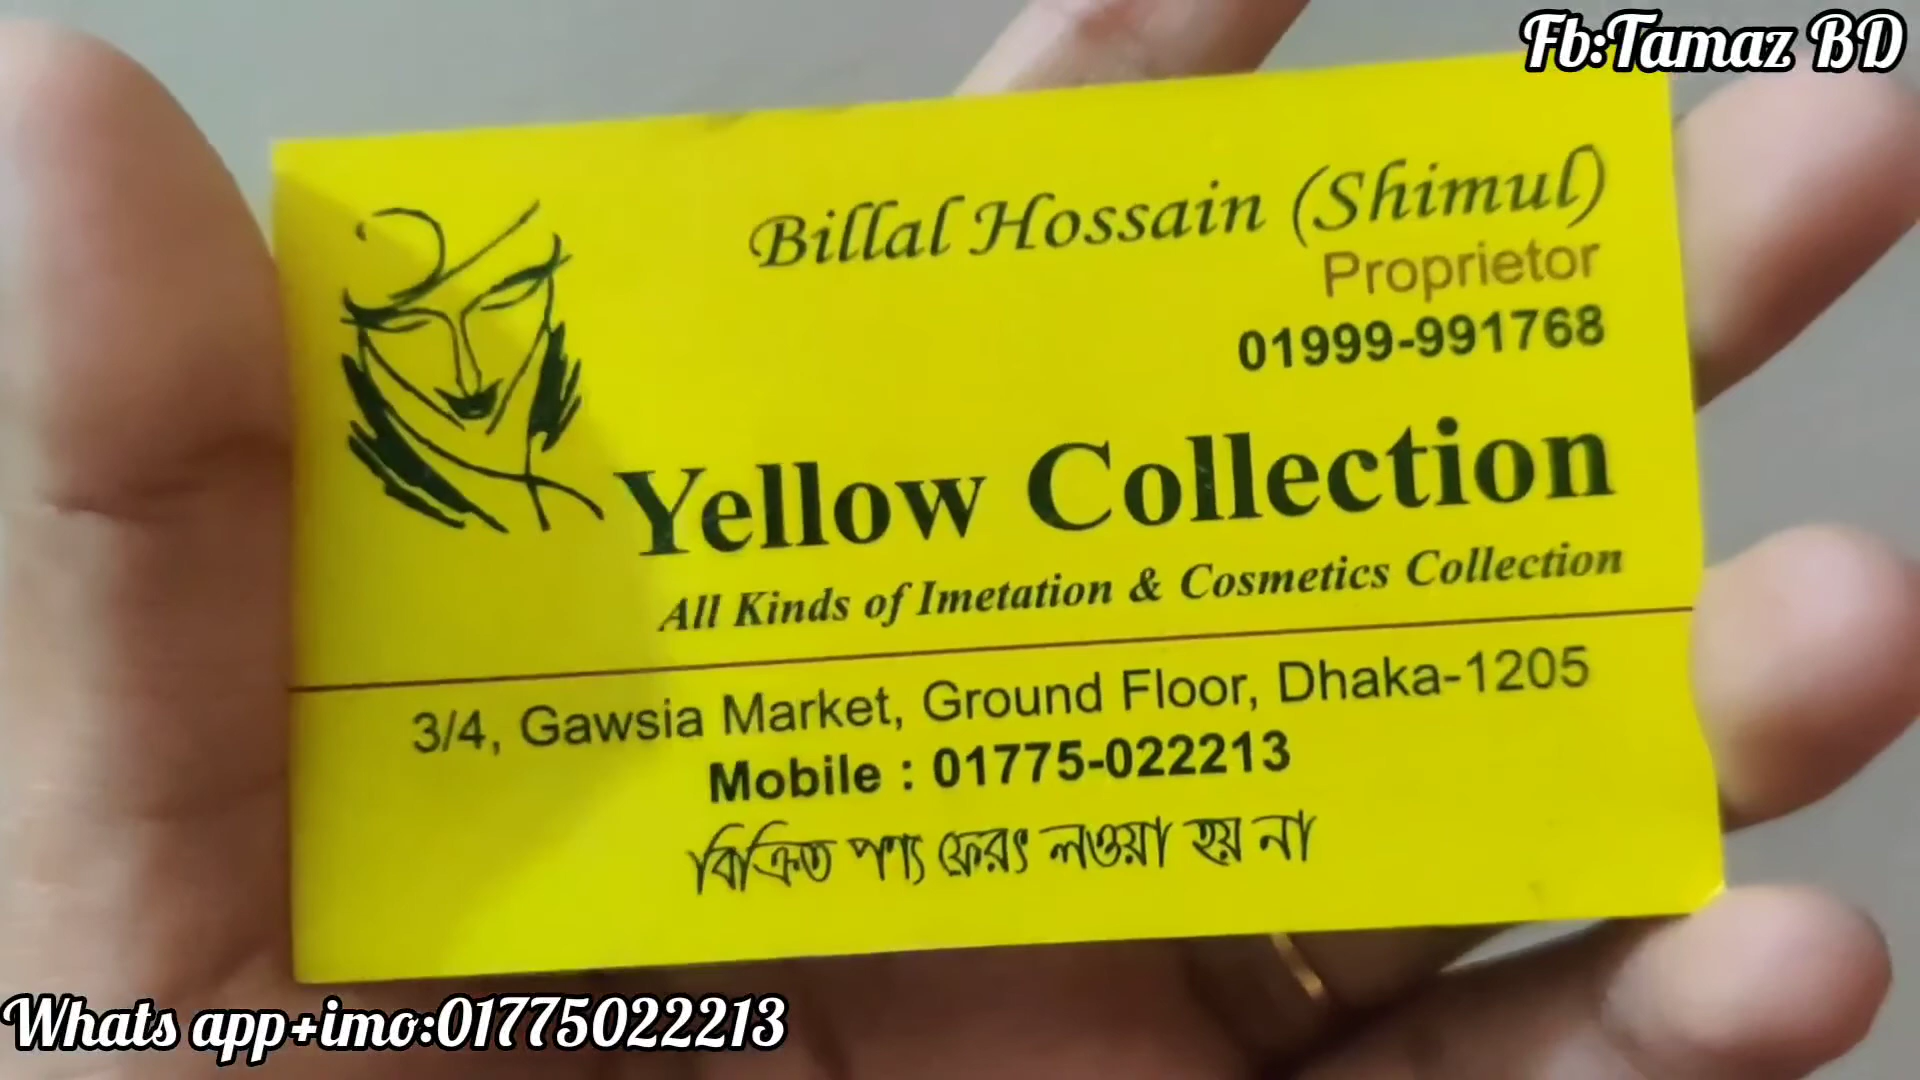 Fb:Tamaz BD
Billal Hossain (Shimul)
Proprietor
01999-991768
Yellow Collection
All Kinds of Imetation & Cosmetics Collection
3/4, Gawsia Market, Ground Floor, Dhaka-1205
Mobile : 01775-022213
বিক্রিত পণ্য ফেরৎ লওয়া হয় না
Whats app+imo:01775022213